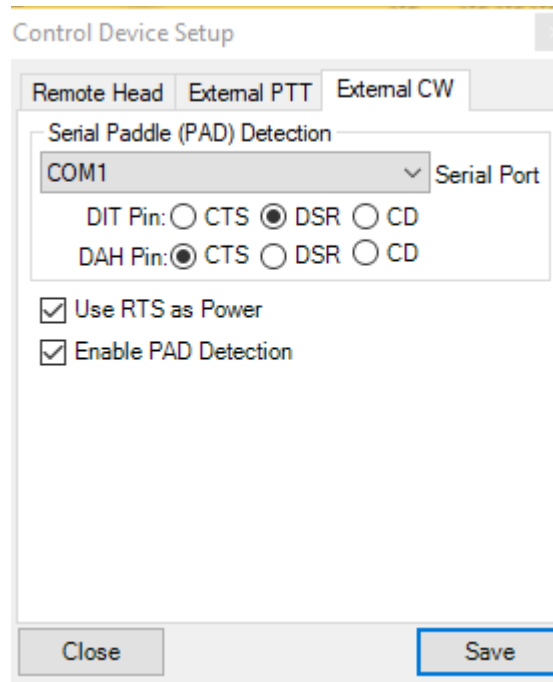 Control Device Setup
Remote Head External PTT External CW
Serial Paddle (PAD) Detection
COM1 Serial Port
DIT Pin: CTS DSR CD
DAH Pin: CTS DSR CD
Use RTS as Power
Enable PAD Detection
Close Save